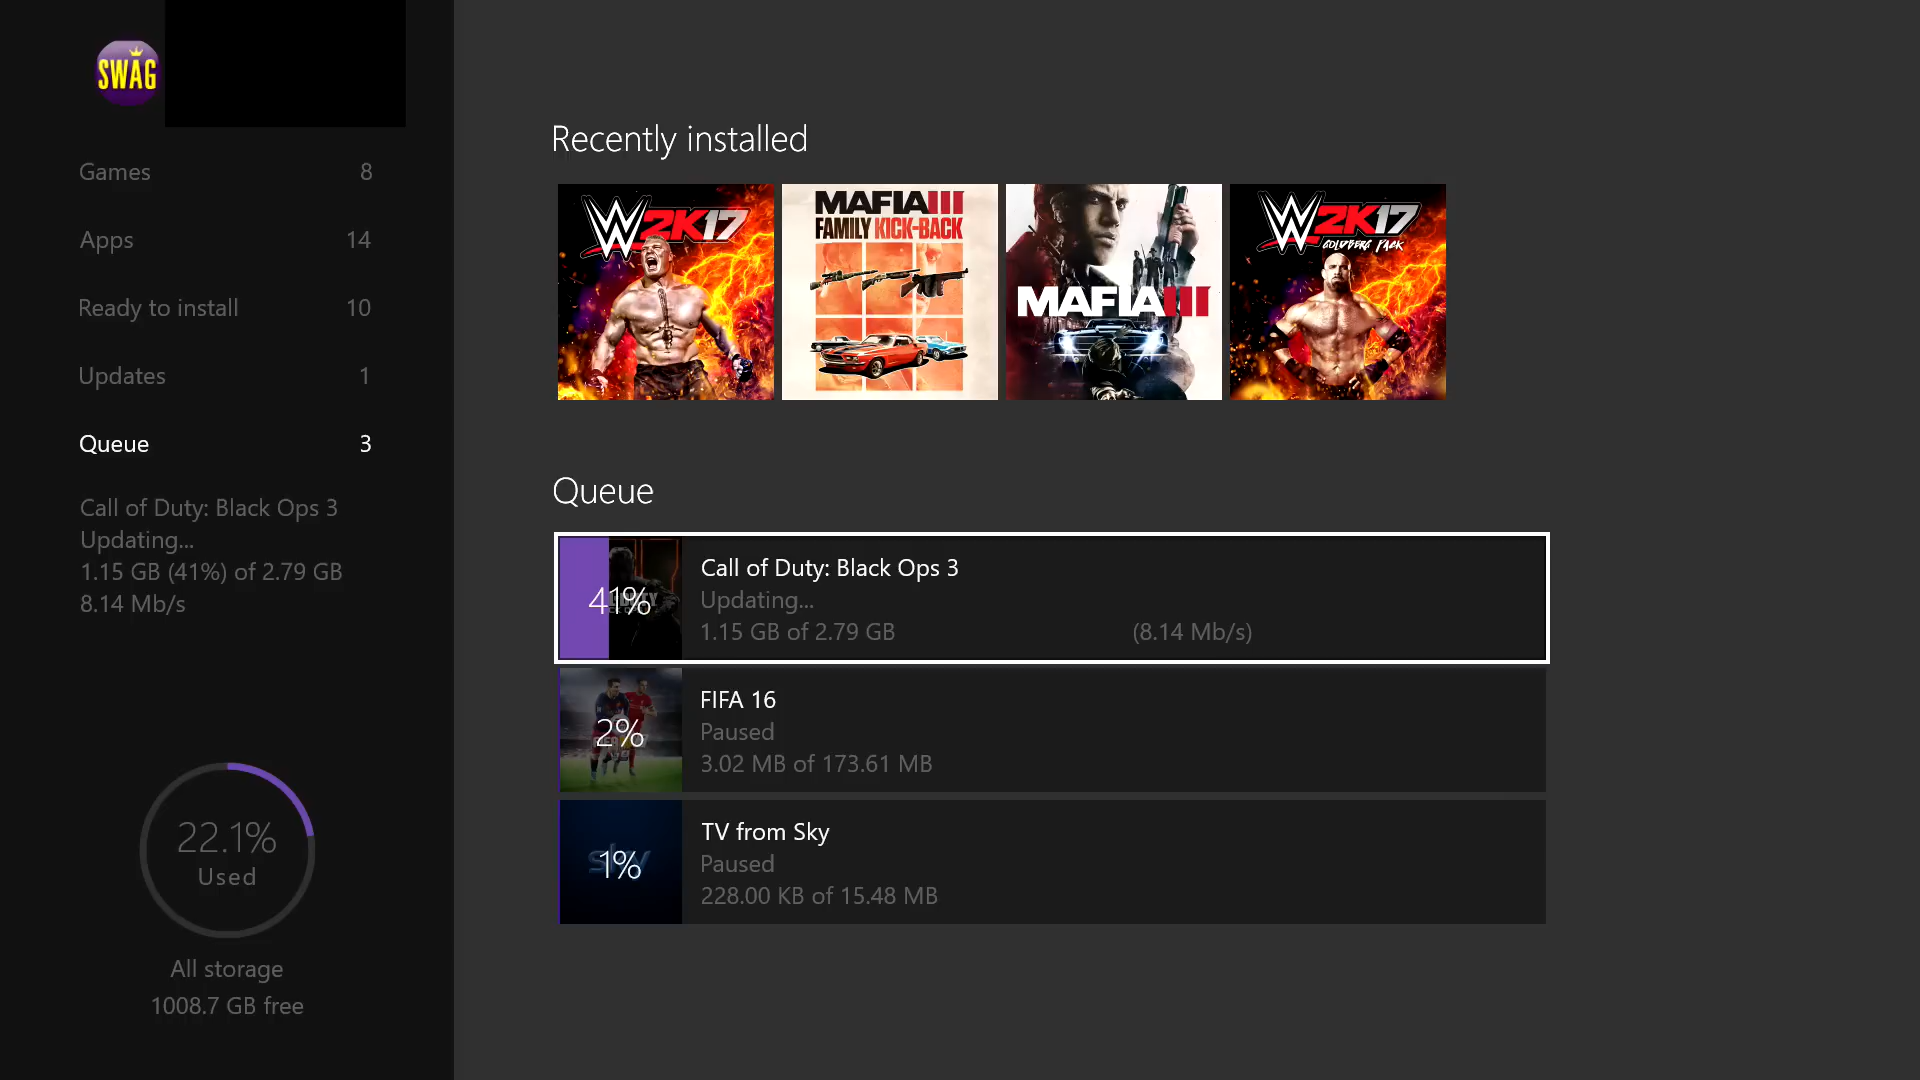 SWAG
Games 8
Apps 14
Ready to install 10
Updates 1
Queue 3
Call of Duty: Black Ops 3
Updating...
1.15 GB (41%) of 2.79 GB
8.14 Mb/s
22.1%
Used
All storage
1008.7 GB free
Recently installed
W 2K17
MAFIA III
FAMILY KICK-BACK
MAFIA III
W 2K17
GOLDBERG PACK
Queue
41%
Call of Duty: Black Ops 3
Updating...
1.15 GB of 2.79 GB (8.14 Mb/s)
2%
FIFA 16
Paused
3.02 MB of 173.61 MB
sky
1%
TV from Sky
Paused
228.00 KB of 15.48 MB